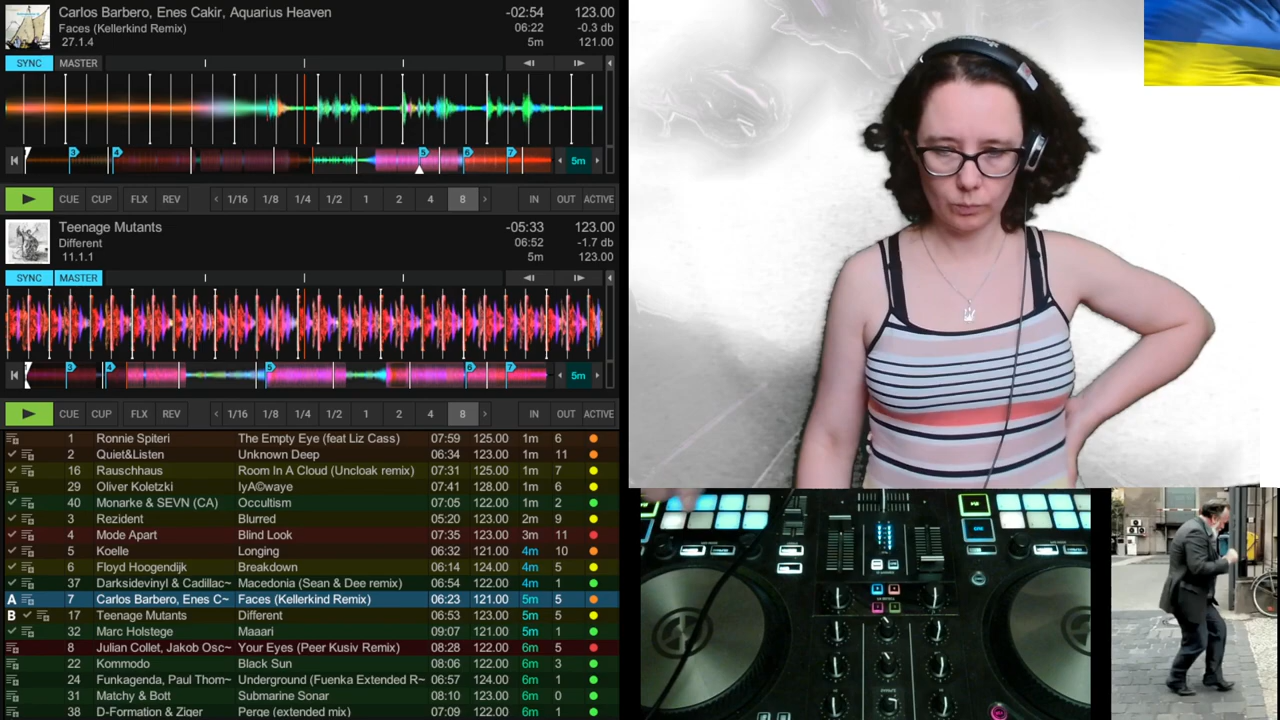 Carlos Barbero, Enes Cakir, Aquarius Heaven -02:54 123.00
Faces (Kellerkind Remix) 06:22 -0.3 db
27.1.4 5m 121.00
SYNC MASTER
3 4 5 6 7 5m
CUE CUP FLX REV 1/16 1/8 1/4 1/2 1 2 4 8 IN OUT ACTIVE
Teenage Mutants -05:33 123.00
Different 06:52 -1.7 db
11.1.1 5m 123.00
SYNC MASTER
3 4 5 6 7 5m
CUE CUP FLX REV 1/16 1/8 1/4 1/2 1 2 4 8 IN OUT ACTIVE
1 Ronnie Spiteri The Empty Eye (feat Liz Cass) 07:59 125.00 1m 6
2 Quiet&Listen Unknown Deep 06:34 123.00 1m 11
16 Rauschhaus Room In A Cloud (Uncloak remix) 07:31 125.00 1m 7
29 Oliver Koletzki IyA©waye 07:41 128.00 1m 6
40 Monarke & SEVN (CA) Occultism 07:05 122.00 1m 2
3 Rezident Blurred 05:20 123.00 2m 9
4 Mode Apart Blind Look 07:35 123.00 3m 11
5 Koelle Longing 06:32 121.00 4m 10
6 Floyd Hoogendijk Breakdown 06:14 124.00 4m 5
37 Darksidevinyl & Cadillac~ Macedonia (Sean & Dee remix) 06:54 122.00 4m 1
A 7 Carlos Barbero, Enes C~ Faces (Kellerkind Remix) 06:23 121.00 5m 5
B 17 Teenage Mutants Different 06:53 123.00 5m 5
32 Marc Holstege Maaari 09:07 121.00 5m 1
8 Julian Collet, Jakob Osc~ Your Eyes (Peer Kusiv Remix) 08:28 122.00 6m 5
22 Kommodo Black Sun 08:06 122.00 6m 3
24 Funkagenda, Paul Thom~ Underground (Fuenka Extended R~ 06:57 124.00 6m 1
31 Matchy & Bott Submarine Sonar 08:10 123.00 6m 0
38 D-Formation & Ziger Perge (extended mix) 07:09 122.00 6m 1